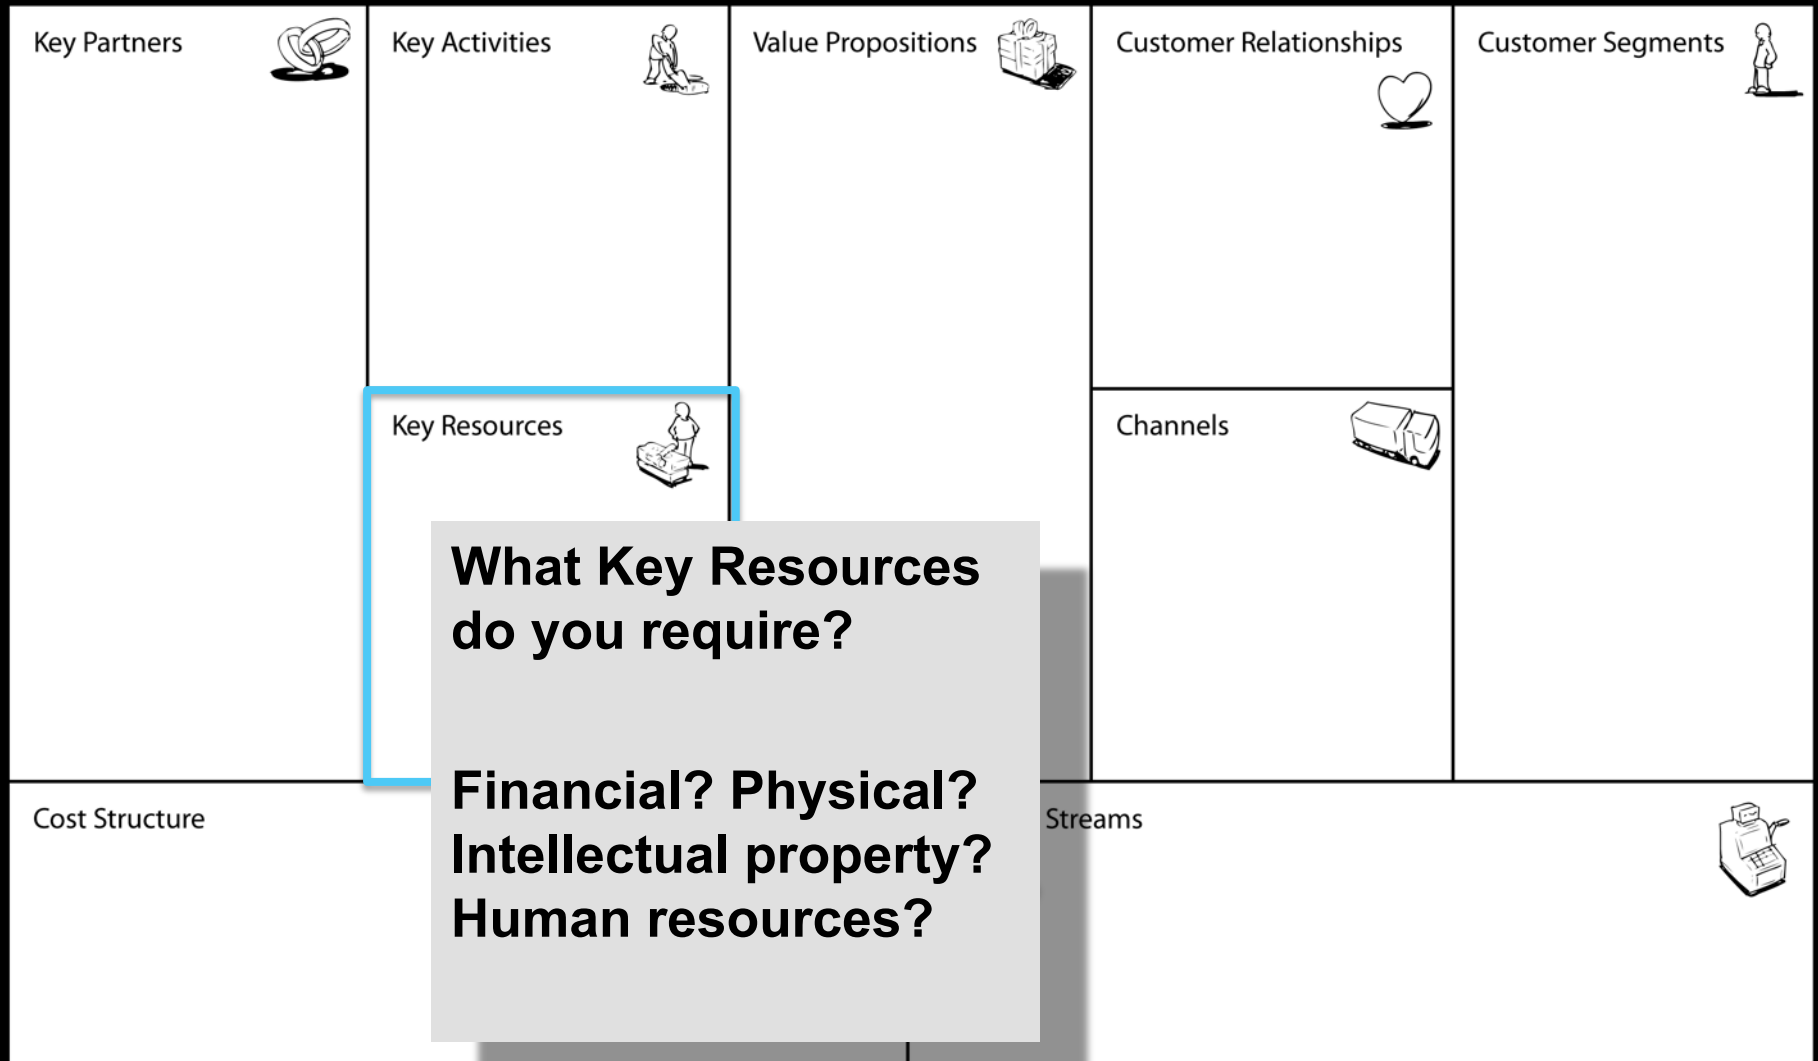 Key Partners
Key Activities
Value Propositions
Customer Relationships
Customer Segments
Key Resources
Channels
What Key Resources
do you require?
Financial? Physical?
Intellectual property?
Human resources?
Cost Structure
Streams